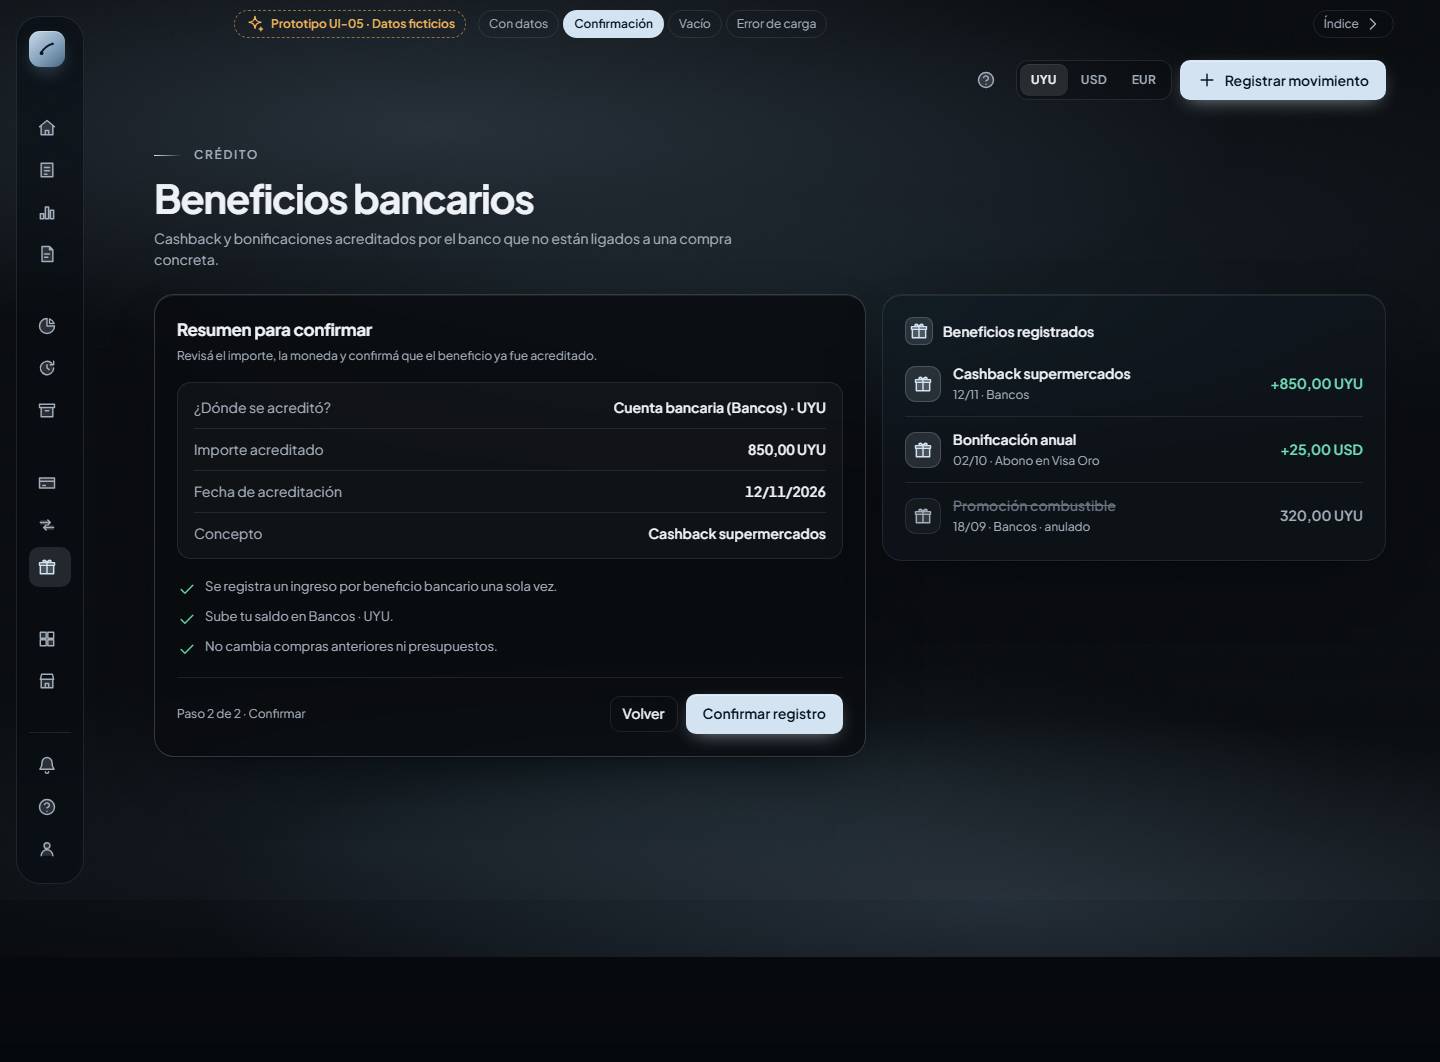 Prototipo UI-05 · Datos ficticios
Con datos
Confirmación
Vacío
Error de carga
Índice
UYU
USD
EUR
Registrar movimiento
CRÉDITO
Beneficios bancarios
Cashback y bonificaciones acreditados por el banco que no están ligados a una compra
concreta.
Resumen para confirmar
Revisá el importe, la moneda y confirmá que el beneficio ya fue acreditado.
¿Dónde se acreditó?
Cuenta bancaria (Bancos) · UYU
Importe acreditado
850,00 UYU
Fecha de acreditación
12/11/2026
Concepto
Cashback supermercados
Se registra un ingreso por beneficio bancario una sola vez.
Sube tu saldo en Bancos · UYU.
No cambia compras anteriores ni presupuestos.
Paso 2 de 2 · Confirmar
Volver
Confirmar registro
Beneficios registrados
Cashback supermercados
12/11 · Bancos
+850,00 UYU
Bonificación anual
02/10 · Abono en Visa Oro
+25,00 USD
Promoción combustible
18/09 · Bancos · anulado
320,00 UYU